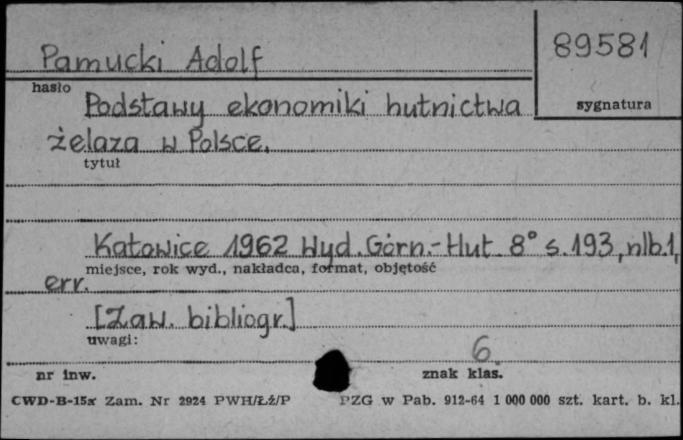 Pamucki Adolf
89581
hasło
sygnatura
Podstawy ekonomiki hutnictwa
żelaza w Polsce.
tytuł
Katowice 1962 Wyd. Górn.-Hut. 8° s. 193, nlb. 1,
miejsce, rok wyd., nakładca, format, objętość
err.
[Zaw. bibliogr.]
uwagi:
6.
nr inw.
znak klas.
CWD-B-15x Zam. Nr 2924 PWH/Łź/P PZG w Pab. 912-64 1 000 000 szt. kart. b. kl.